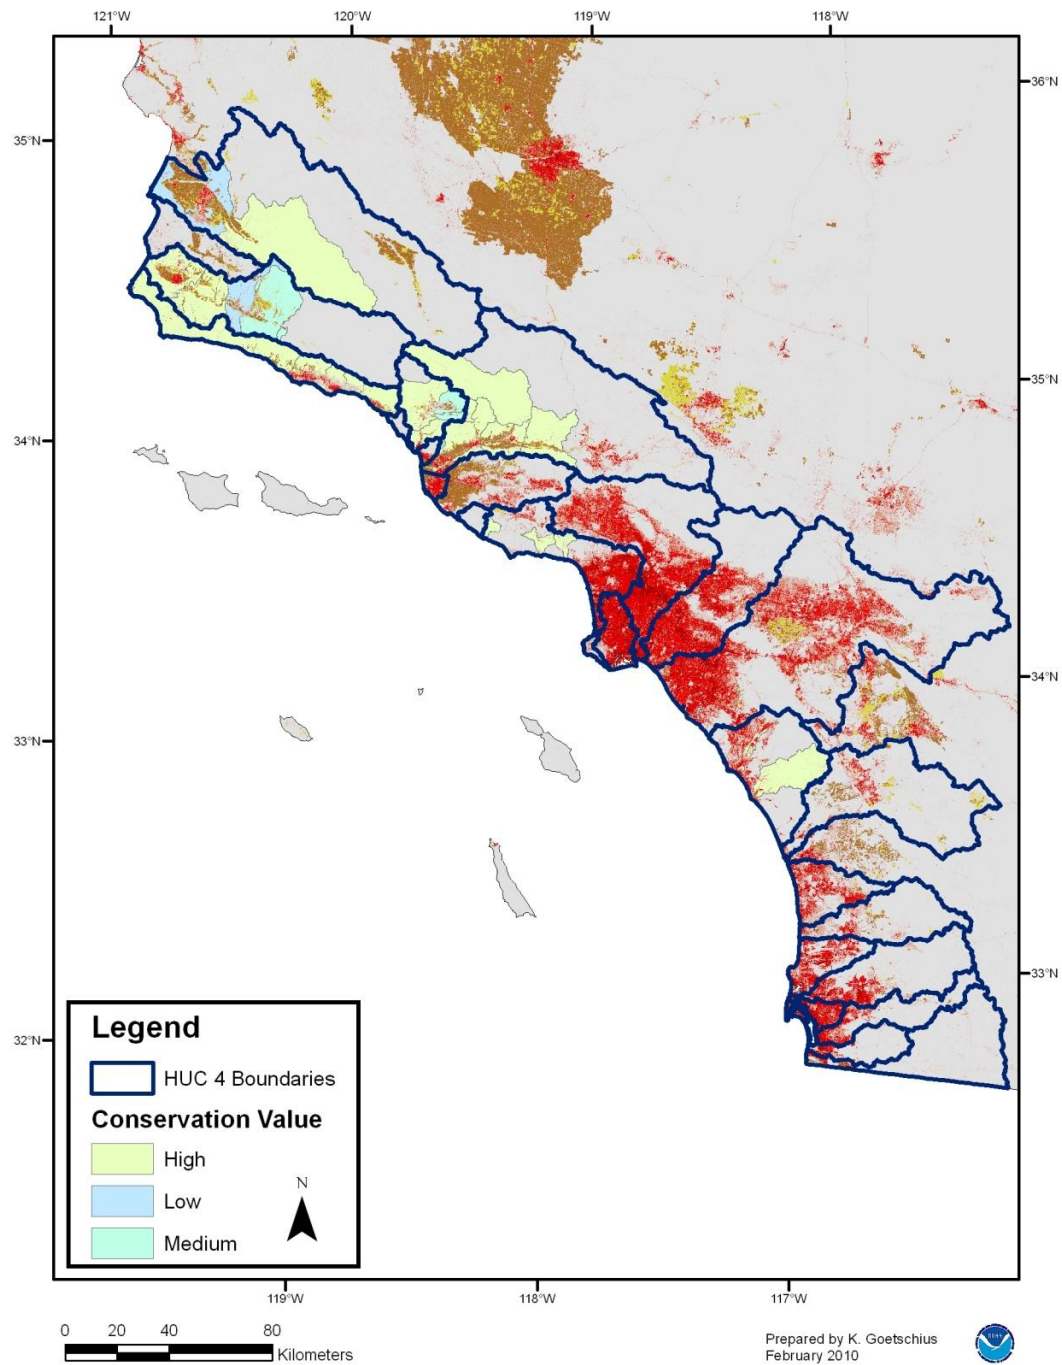 121°W 120°W 119°W 118°W
36°N
35°N
35°N
34°N
34°N
33°N
33°N
32°N
Legend
HUC 4 Boundaries
Conservation Value
High
Low
Medium
N
119°W 118°W 117°W
0 20 40 80
Kilometers
Prepared by K. Goetschius
February 2010
NOAA